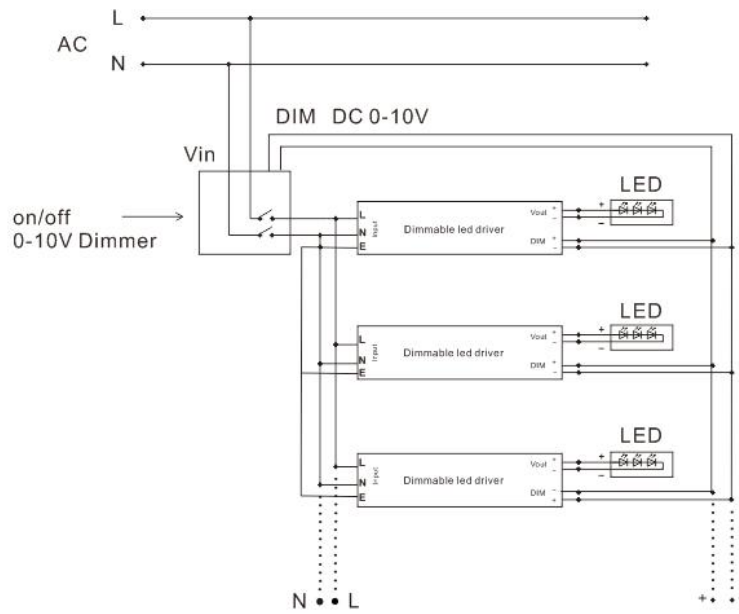 L
AC
N
DIM DC 0-10V
Vin
on/off
0-10V Dimmer
LED
+
−
L
N
E
Input
Dimmable led driver
Vout + −
DIM + −
LED
+
−
L
N
E
Input
Dimmable led driver
Vout + −
DIM + −
LED
+
−
L
N
E
Input
Dimmable led driver
Vout + −
DIM − +
N L
+ -